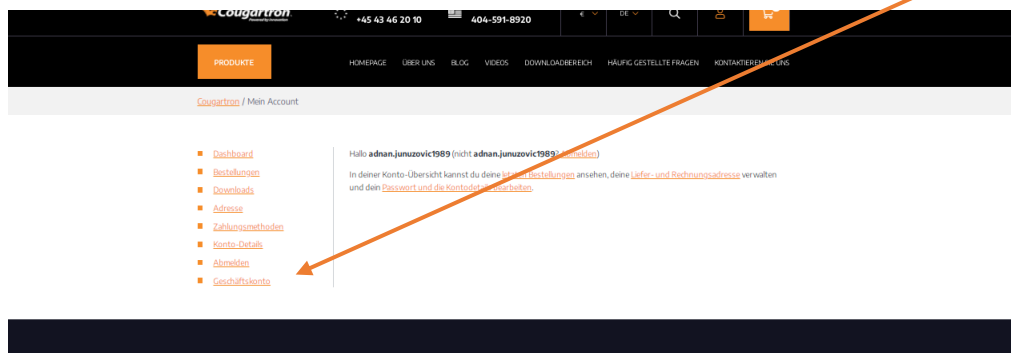 Cougartron
Powered by Innovation
+45 43 46 20 10
404-591-8920
€
DE
PRODUKTE
HOMEPAGE ÜBER UNS BLOG VIDEOS DOWNLOADBEREICH HÄUFIG GESTELLTE FRAGEN KONTAKTIEREN SIE UNS
Cougartron / Mein Account
Dashboard
Bestellungen
Downloads
Adresse
Zahlungsmethoden
Konto-Details
Abmelden
Geschäftskonto
Hallo adnan.junuzovic1989 (nicht adnan.junuzovic1989? Abmelden)
In deiner Konto-Übersicht kannst du deine letzten Bestellungen ansehen, deine Liefer- und Rechnungsadresse verwalten
und dein Passwort und die Kontodetails bearbeiten.